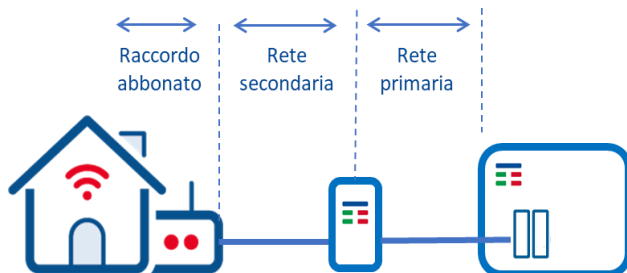 Raccordo
abbonato
Rete
secondaria
Rete
primaria